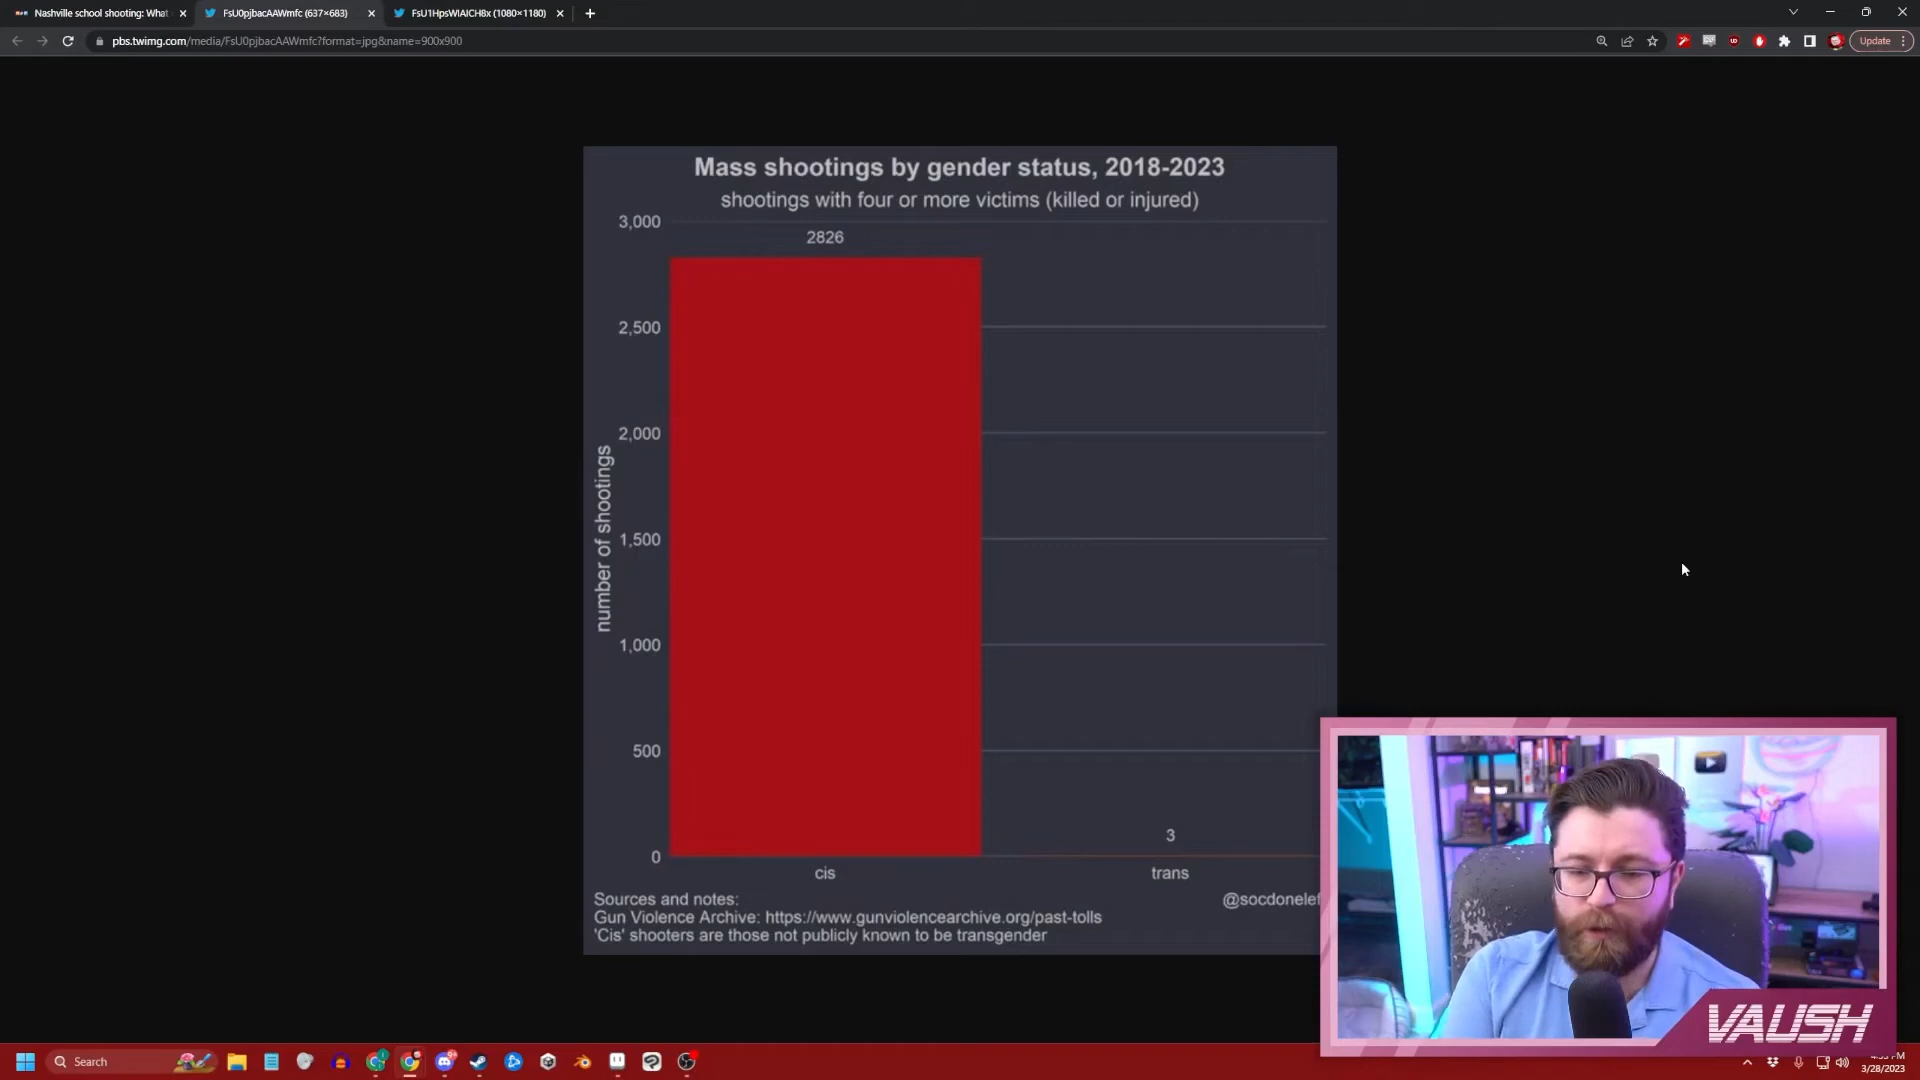 Nashville school shooting: What
FsU0pjbacAAWmfc (637×683)
FsU1HpsWIAICH8x (1080×1180)
pbs.twimg.com/media/FsU0pjbacAAWmfc?format=jpg&name=900x900
Update
Mass shootings by gender status, 2018-2023
shootings with four or more victims (killed or injured)
3,000
2826
2,500
2,000
number of shootings
1,500
1,000
500
3
0
cis
trans
Sources and notes:
@socdonelef
Gun Violence Archive: https://www.gunviolencearchive.org/past-tolls
'Cis' shooters are those not publicly known to be transgender
VAUSH
Search
3/28/2023